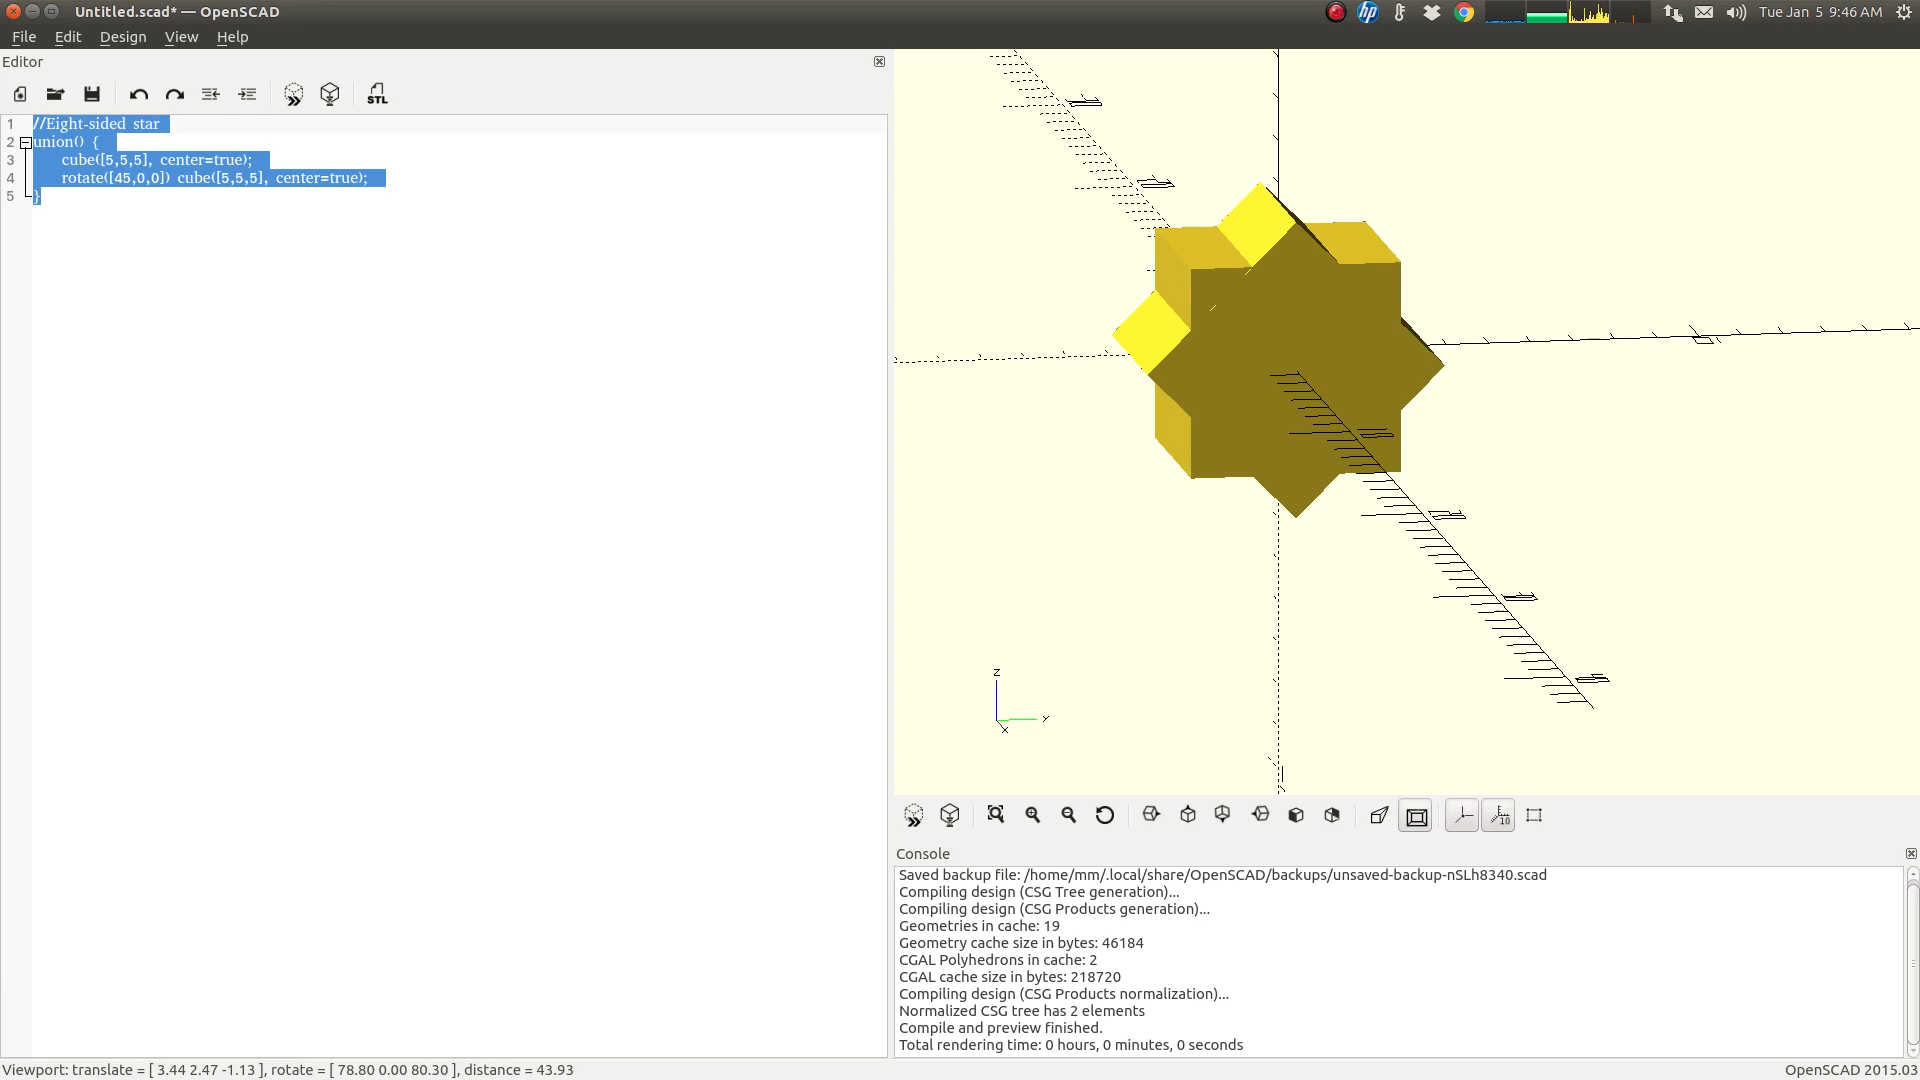 Untitled.scad* — OpenSCAD
Tue Jan 5 9:46 AM
File Edit Design View Help
Editor
STL
1 //Eight-sided star
2 union() {
3 cube([5,5,5], center=true);
4 rotate([45,0,0]) cube([5,5,5], center=true);
5 }
z
y
x
10
Console
Saved backup file: /home/mm/.local/share/OpenSCAD/backups/unsaved-backup-nSLh8340.scad
Compiling design (CSG Tree generation)...
Compiling design (CSG Products generation)...
Geometries in cache: 19
Geometry cache size in bytes: 46184
CGAL Polyhedrons in cache: 2
CGAL cache size in bytes: 218720
Compiling design (CSG Products normalization)...
Normalized CSG tree has 2 elements
Compile and preview finished.
Total rendering time: 0 hours, 0 minutes, 0 seconds
Viewport: translate = [ 3.44 2.47 -1.13 ], rotate = [ 78.80 0.00 80.30 ], distance = 43.93
OpenSCAD 2015.03